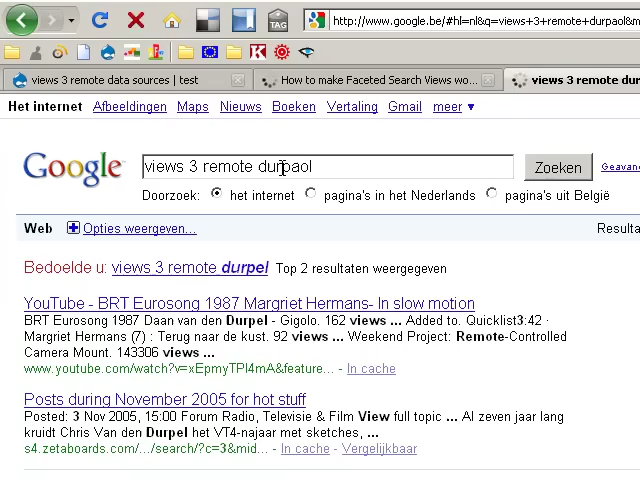 http://www.google.be/#hl=nl&q=views+3+remote+durpaol&m
TAG
views 3 remote data sources | test
How to make Faceted Search Views wo...
views 3 remote dur
Het internet Afbeeldingen Maps Nieuws Boeken Vertaling Gmail meer ▼
Google
views 3 remote durpaol
Zoeken
Geavan
Doorzoek: het internet pagina's in het Nederlands pagina's uit België
Web Opties weergeven... Resulta
Bedoelde u: views 3 remote durpel Top 2 resultaten weergegeven
YouTube - BRT Eurosong 1987 Margriet Hermans- In slow motion
BRT Eurosong 1987 Daan van den Durpel - Gigolo. 162 views ... Added to. Quicklist3:42 ·
Margriet Hermans (7) : Terug naar de kust. 92 views ... Weekend Project: Remote-Controlled
Camera Mount. 143306 views ...
www.youtube.com/watch?v=xEpmyTPl4mA&feature... - In cache
Posts during November 2005 for hot stuff
Posted: 3 Nov 2005, 15:00 Forum Radio, Televisie & Film View full topic ... Al zeven jaar lang
kruidt Chris Van den Durpel het VT4-najaar met sketches, ...
s4.zetaboards.com/.../search/?c=3&mid... - In cache - Vergelijkbaar